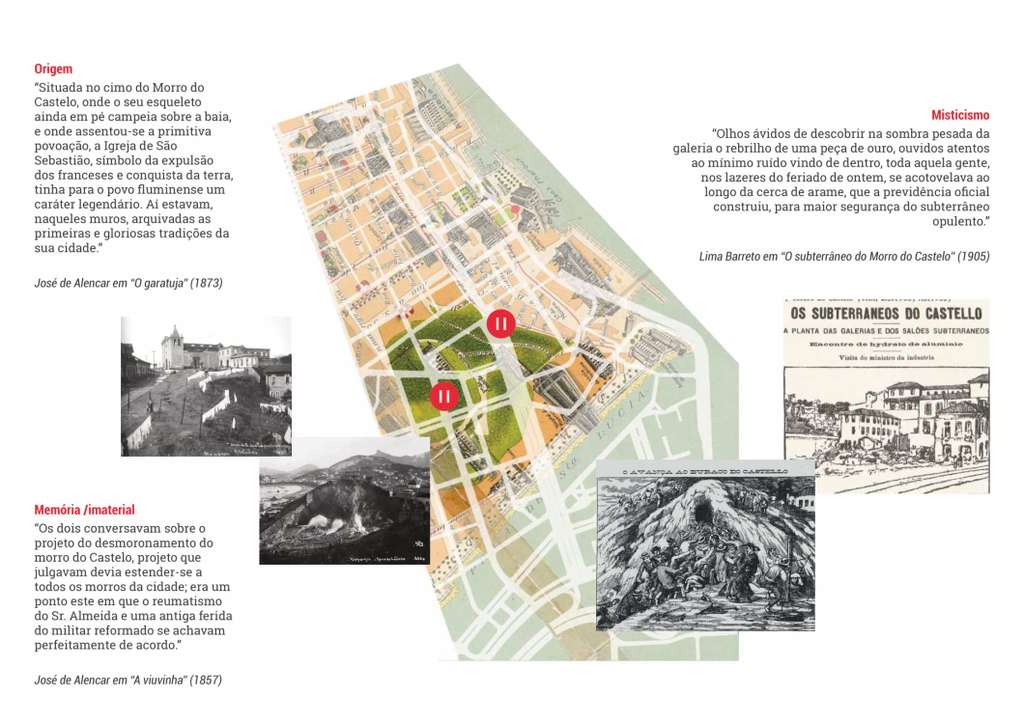 Origem
“Situada no cimo do Morro do
Castelo, onde o seu esqueleto
ainda em pé campeia sobre a baia,
e onde assentou-se a primitiva
povoação, a Igreja de São
Sebastião, símbolo da expulsão
dos franceses e conquista da terra,
tinha para o povo fluminense um
caráter legendário. Aí estavam,
naqueles muros, arquivadas as
primeiras e gloriosas tradições da
sua cidade.”
José de Alencar em “O garatuja” (1873)
Misticismo
“Olhos ávidos de descobrir na sombra pesada da
galeria o rebrilho de uma peça de ouro, ouvidos atentos
ao mínimo ruído vindo de dentro, toda aquela gente,
nos lazeres do feriado de ontem, se acotovelava ao
longo da cerca de arame, que a previdência oficial
construiu, para maior segurança do subterrâneo
opulento.”
Lima Barreto em “O subterrâneo do Morro do Castelo” (1905)
OS SUBTERRANEOS DO CASTELLO
A PLANTA DAS GALERIAS E DOS SALÕES SUBTERRANEOS
Encontro de hydrato de aluminio
Visita do ministro da industria
LUCIA
O AVANÇA AO BURACO DO CASTELLO
Memória /imaterial
“Os dois conversavam sobre o
projeto do desmoronamento do
morro do Castelo, projeto que
julgavam devia estender-se a
todos os morros da cidade; era um
ponto este em que o reumatismo
do Sr. Almeida e uma antiga ferida
do militar reformado se achavam
perfeitamente de acordo.”
José de Alencar em “A viuvinha” (1857)